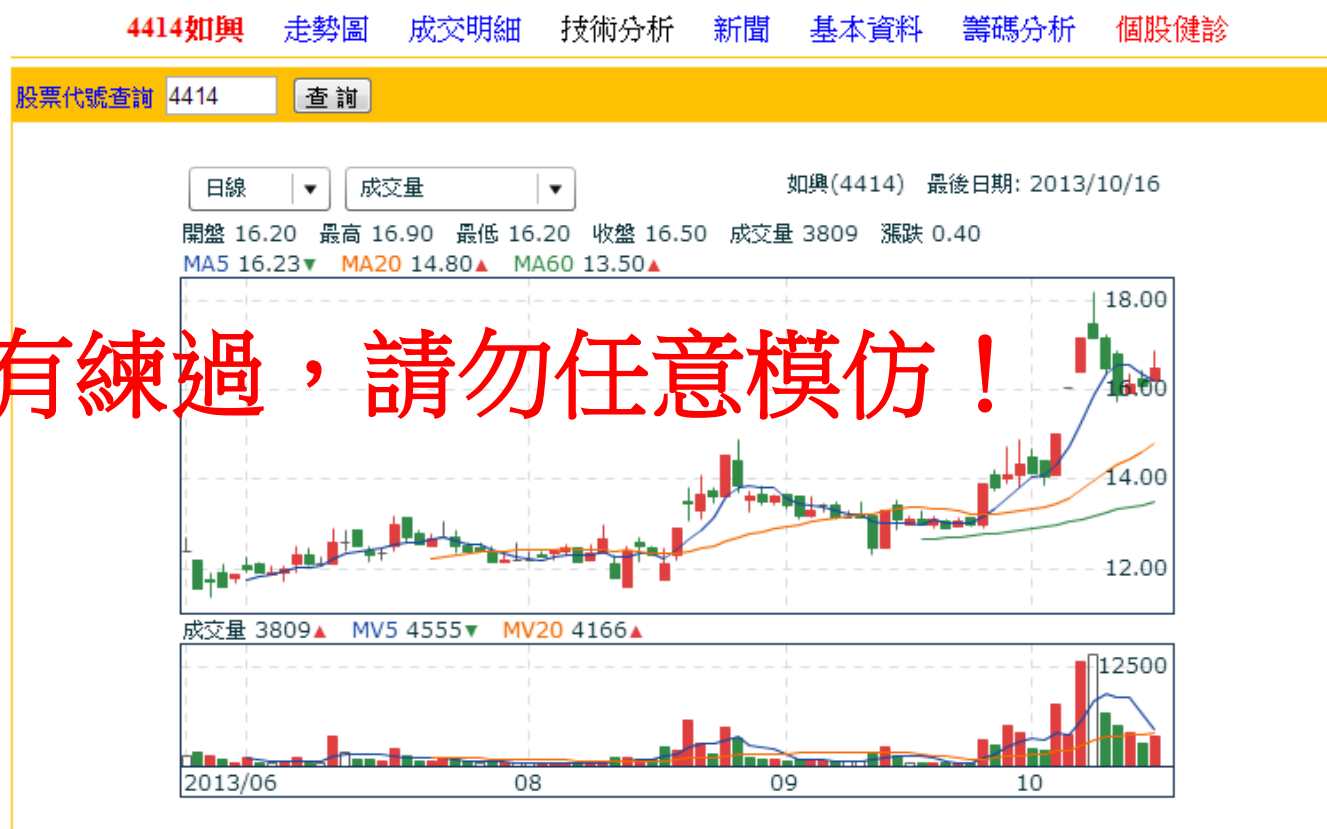 4414如興 走勢圖 成交明細 技術分析 新聞 基本資料 籌碼分析 個股健診
股票代號查詢 4414 查 詢
日線 成交量 如興(4414) 最後日期: 2013/10/16
開盤 16.20 最高 16.90 最低 16.20 收盤 16.50 成交量 3809 漲跌 0.40
MA5 16.23▼ MA20 14.80▲ MA60 13.50▲
18.00
有練過，請勿任意模仿！
16.00
14.00
12.00
成交量 3809▲ MV5 4555▼ MV20 4166▲
12500
2013/06 08 09 10